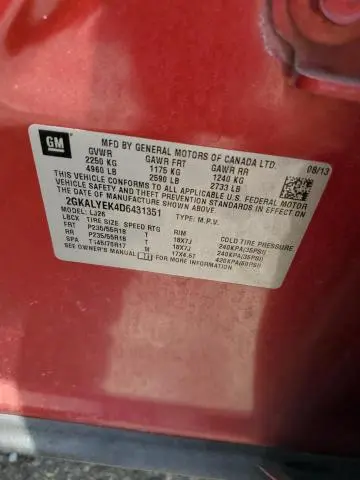 GM
MFD BY GENERAL MOTORS OF CANADA LTD.
08/13
GVWR GAWR FRT GAWR RR
2250 KG 1175 KG 1240 KG
4960 LB 2590 LB 2733 LB
THIS VEHICLE CONFORMS TO ALL APPLICABLE U.S. FEDERAL MOTOR
VEHICLE SAFETY AND THEFT PREVENTION STANDARDS IN EFFECT ON
THE DATE OF MANUFACTURE SHOWN ABOVE.
2GKALYEK4D6431351 TYPE: M.P.V.
MODEL: LJ26
LBCX TIRE SIZE SPEED RTG RIM COLD TIRE PRESSURE
FRT P235/55R18 T 18X7J 240KPA(35PSI)
RR P235/55R18 T 18X7J 240KPA(35PSI)
SPA M 420KPA(60PSI)
SEE OWNER'S MANUAL FOR MORE INFORMATION.